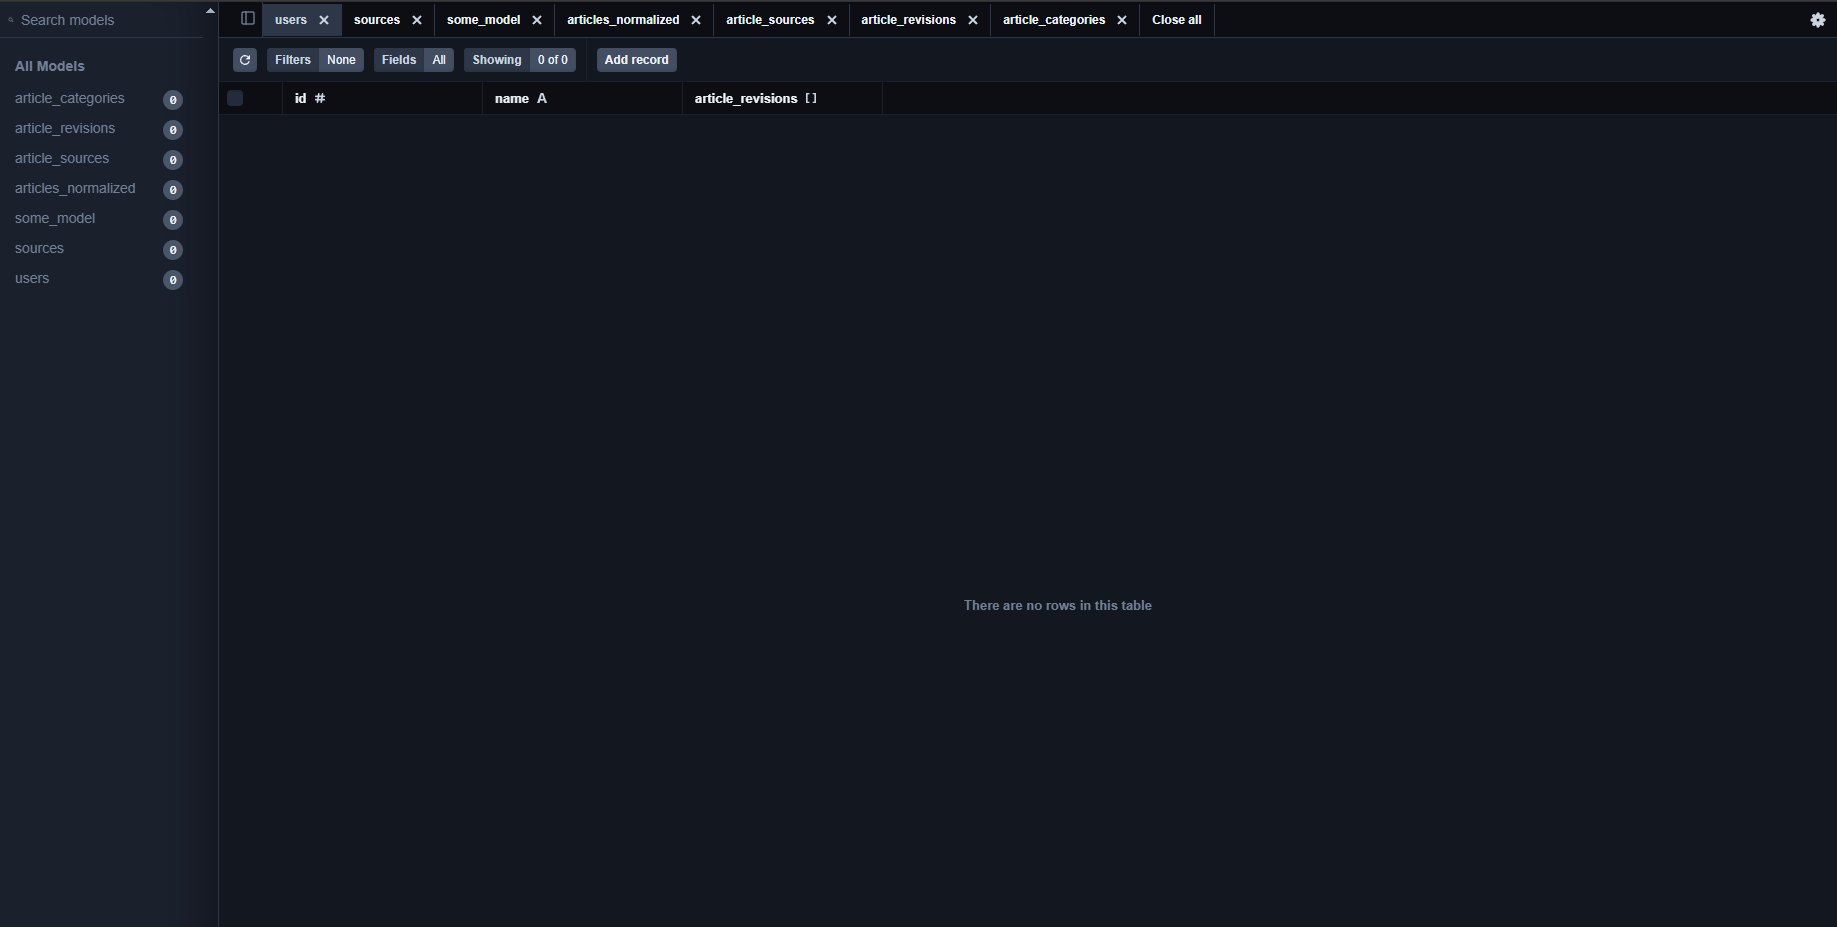 Search models
All Models
article_categories 0
article_revisions 0
article_sources 0
articles_normalized 0
some_model 0
sources 0
users 0
users sources some_model articles_normalized article_sources article_revisions article_categories Close all
Filters None Fields All Showing 0 of 0 Add record
id # name A article_revisions []
There are no rows in this table